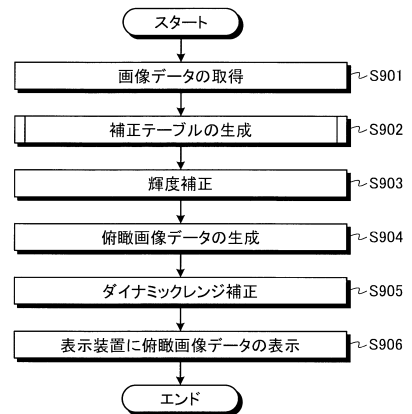 スタート
画像データの取得 S901
補正テーブルの生成 S902
輝度補正 S903
俯瞰画像データの生成 S904
ダイナミックレンジ補正 S905
表示装置に俯瞰画像データの表示 S906
エンド